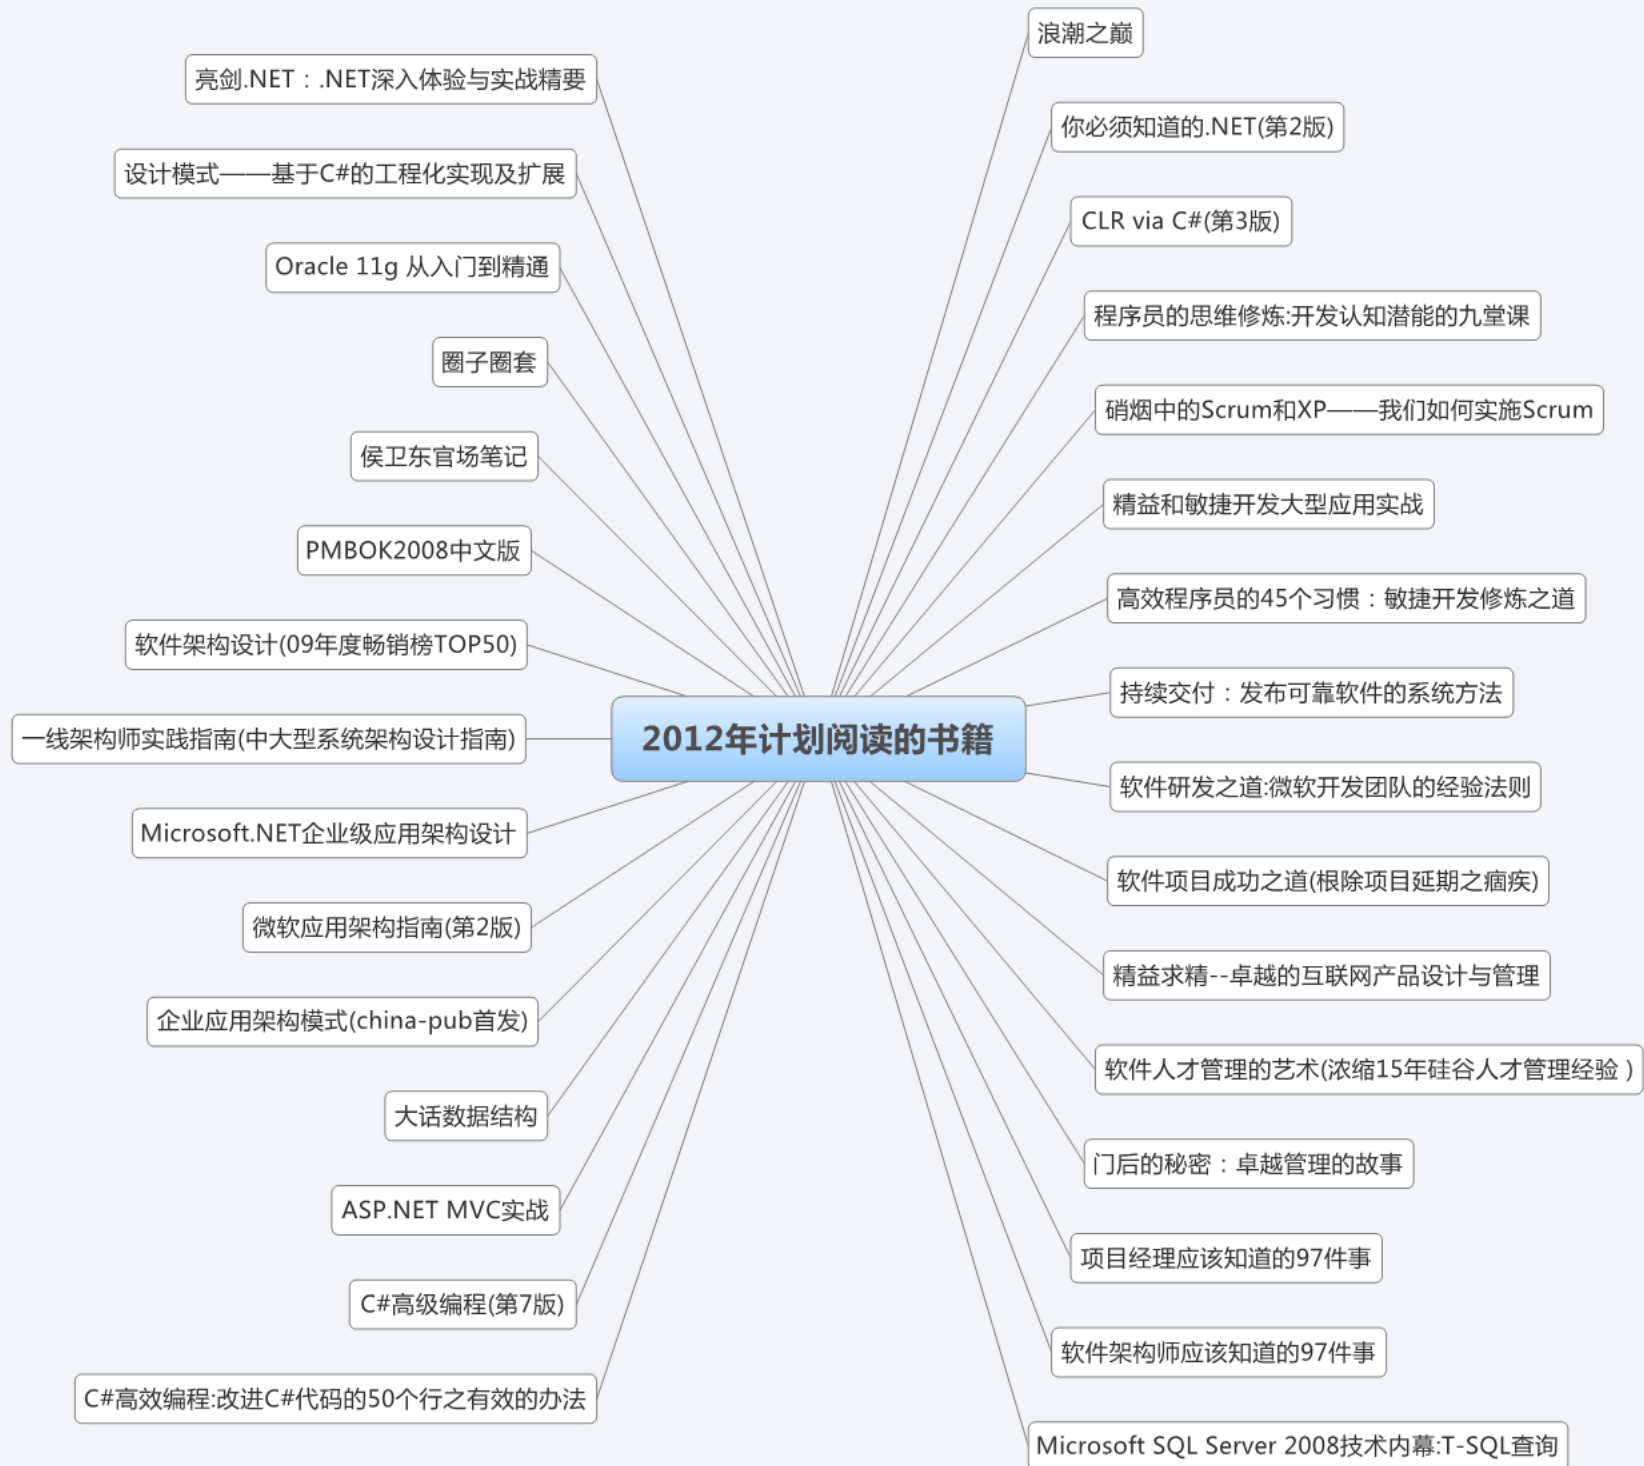 2012年计划阅读的书籍
浪潮之巅
你必须知道的.NET(第2版)
CLR via C#(第3版)
程序员的思维修炼:开发认知潜能的九堂课
硝烟中的Scrum和XP——我们如何实施Scrum
精益和敏捷开发大型应用实战
高效程序员的45个习惯：敏捷开发修炼之道
持续交付：发布可靠软件的系统方法
软件研发之道:微软开发团队的经验法则
软件项目成功之道(根除项目延期之痼疾)
精益求精--卓越的互联网产品设计与管理
软件人才管理的艺术(浓缩15年硅谷人才管理经验 )
门后的秘密：卓越管理的故事
项目经理应该知道的97件事
软件架构师应该知道的97件事
Microsoft SQL Server 2008技术内幕:T-SQL查询
亮剑.NET：.NET深入体验与实战精要
设计模式——基于C#的工程化实现及扩展
Oracle 11g 从入门到精通
圈子圈套
侯卫东官场笔记
PMBOK2008中文版
软件架构设计(09年度畅销榜TOP50)
一线架构师实践指南(中大型系统架构设计指南)
Microsoft.NET企业级应用架构设计
微软应用架构指南(第2版)
企业应用架构模式(china-pub首发)
大话数据结构
ASP.NET MVC实战
C#高级编程(第7版)
C#高效编程:改进C#代码的50个行之有效的办法